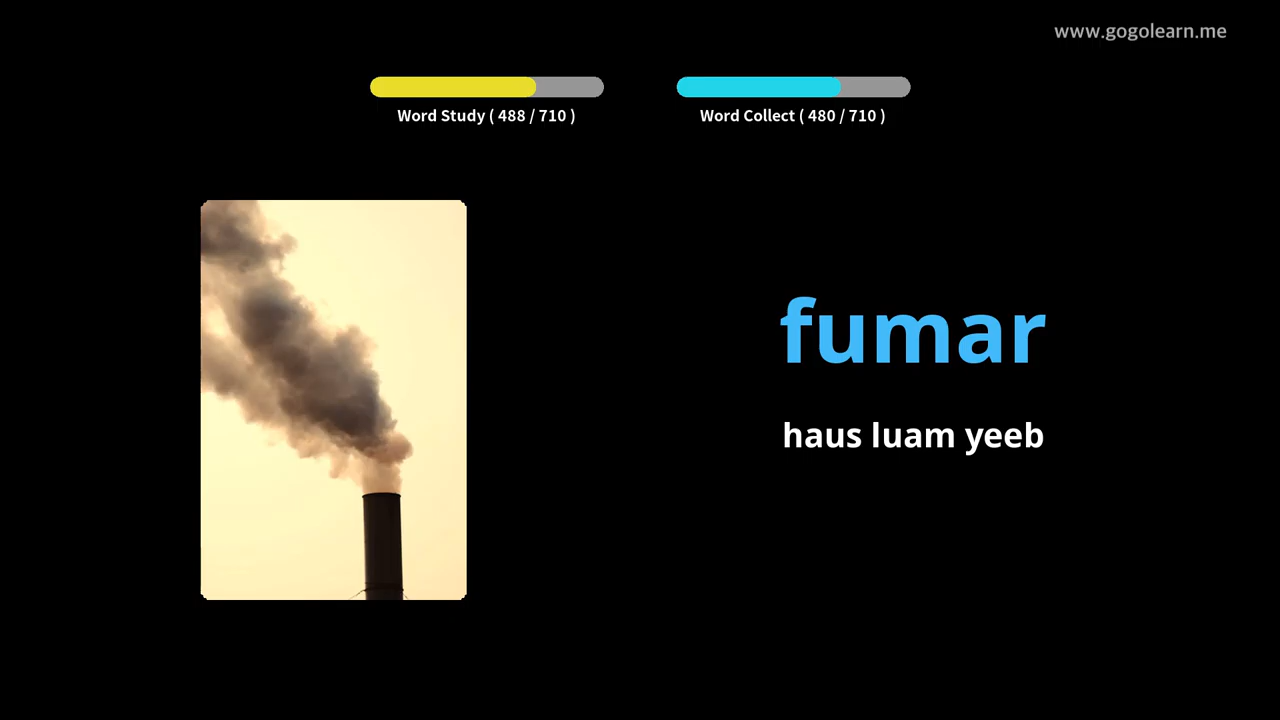 www.gogolearn.me
Word Study ( 488 / 710 )
Word Collect ( 480 / 710 )
fumar
haus luam yeeb